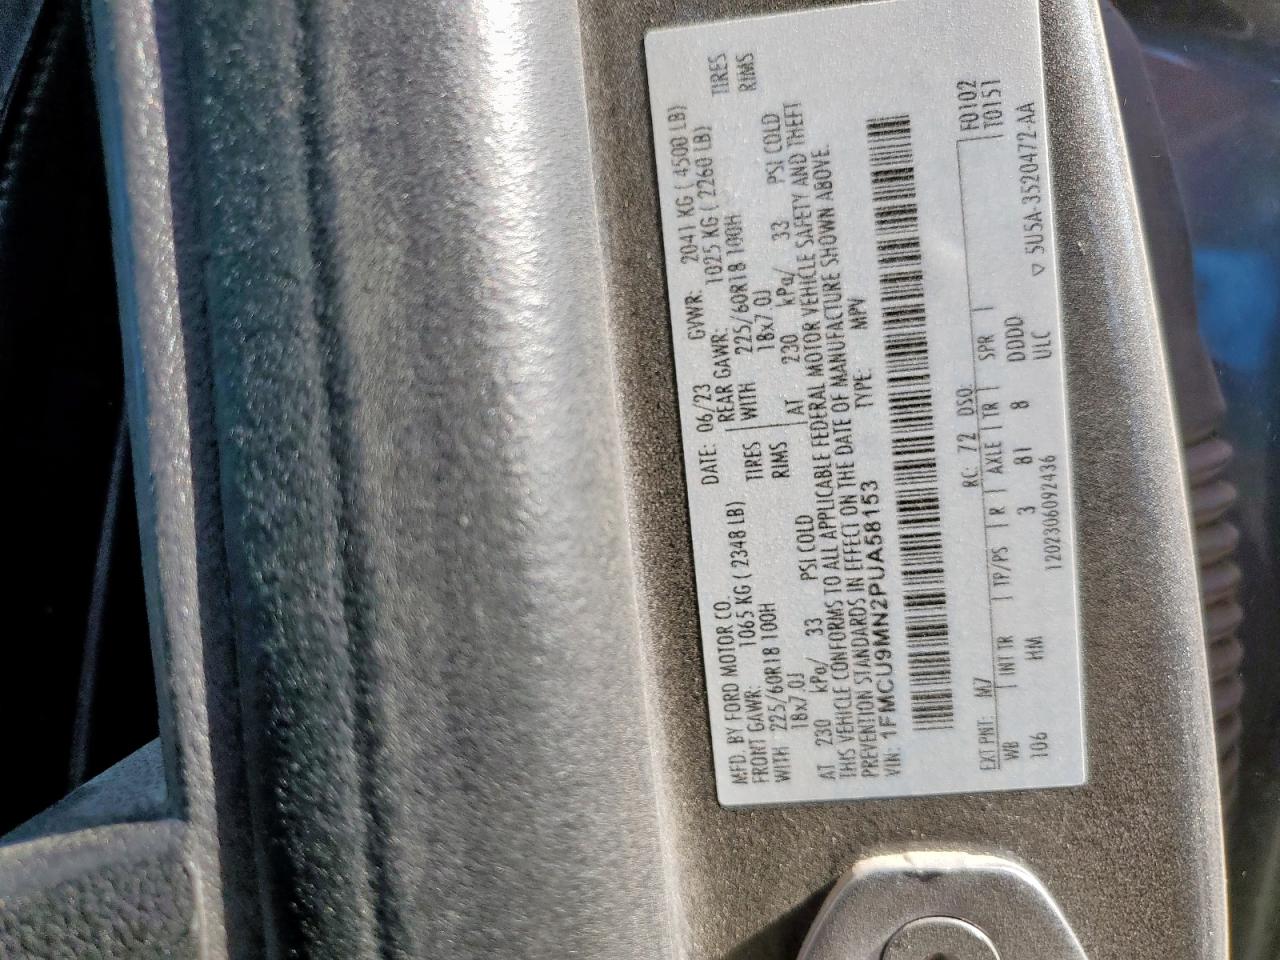 MFD. BY FORD MOTOR CO. DATE: 06/23 GVWR: 2041 KG ( 4500 LB)
FRONT GAWR: 1065 KG ( 2348 LB) REAR GAWR: 1025 KG ( 2260 LB)
WITH 225/60R18 100H TIRES WITH 225/60R18 100H TIRES
18x7.0J RIMS 18x7.0J RIMS
AT 230 kPa/ 33 PSI COLD AT 230 kPa/ 33 PSI COLD
THIS VEHICLE CONFORMS TO ALL APPLICABLE FEDERAL MOTOR VEHICLE SAFETY AND THEFT
PREVENTION STANDARDS IN EFFECT ON THE DATE OF MANUFACTURE SHOWN ABOVE.
VIN: 1FMCU9MN2PUA58153 TYPE: MPV
EXT PNT: M7 RC: 72 DSO: F0102
WB INT TR TP/PS R AXLE TR SPR T0151
106 HM 3 81 8 DDDD
120230609​2436 ULC ▽ 5U5A-3520472-AA